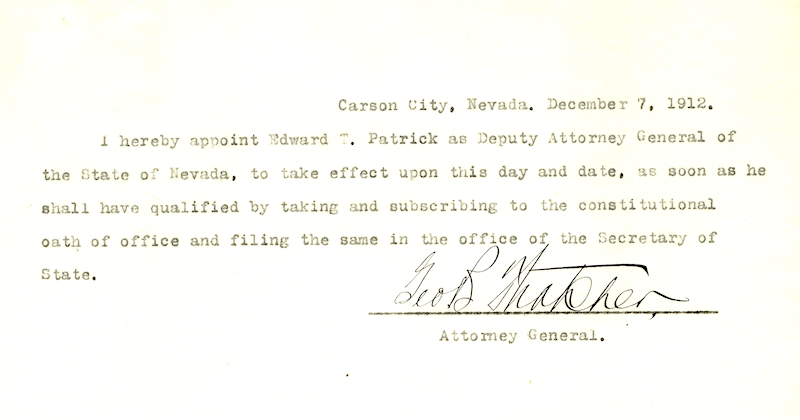 Carson City, Nevada. December 7, 1912.
I hereby appoint Edward T. Patrick as Deputy Attorney General of
the State of Nevada, to take effect upon this day and date, as soon as he
shall have qualified by taking and subscribing to the constitutional
oath of office and filing the same in the office of the Secretary of
State.
Geo B Thatcher
Attorney General.